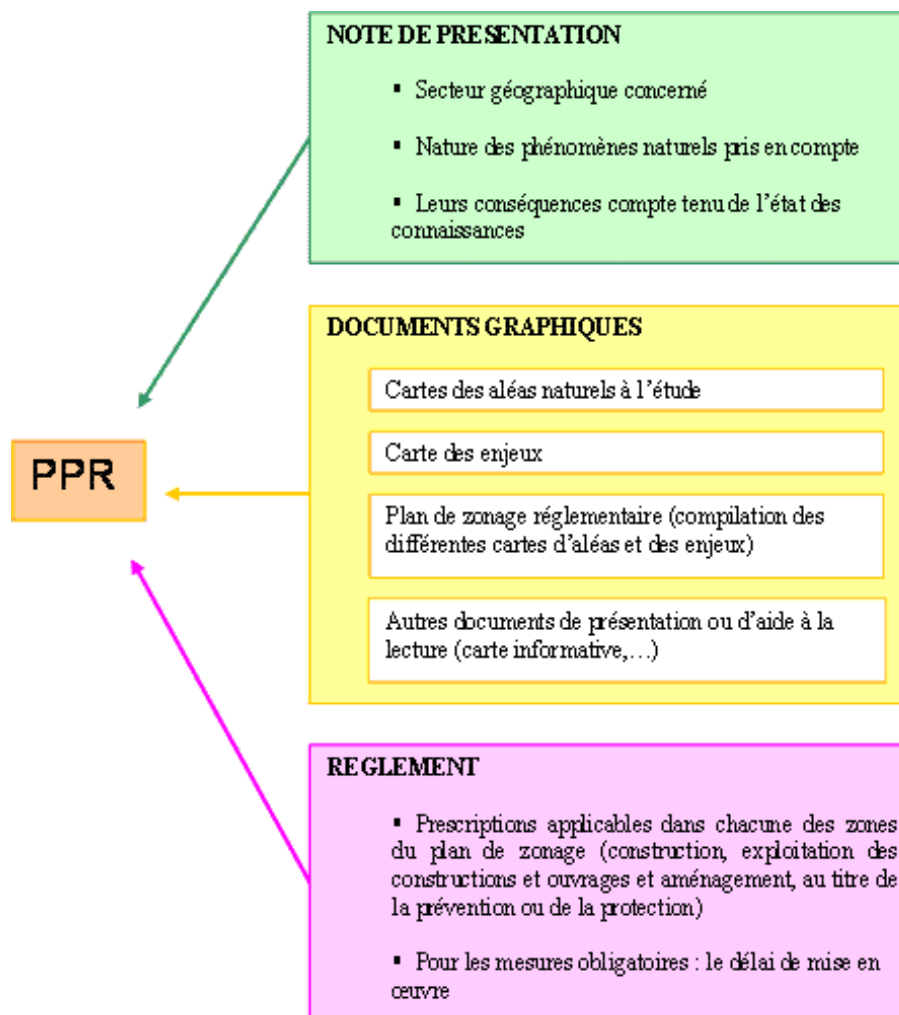 NOTE DE PRESENTATION
▪ Secteur géographique concerné
▪ Nature des phénomènes naturels pris en compte
▪ Leurs conséquences compte tenu de l'état des
connaissances
DOCUMENTS GRAPHIQUES
Cartes des aléas naturels à l'étude
Carte des enjeux
Plan de zonage réglementaire (compilation des
différentes cartes d'aléas et des enjeux)
Autres documents de présentation ou d'aide à la
lecture (carte informative,…)
PPR
REGLEMENT
▪ Prescriptions applicables dans chacune des zones
du plan de zonage (construction, exploitation des
constructions et ouvrages et aménagement, au titre de
la prévention ou de la protection)
▪ Pour les mesures obligatoires : le délai de mise en
œuvre